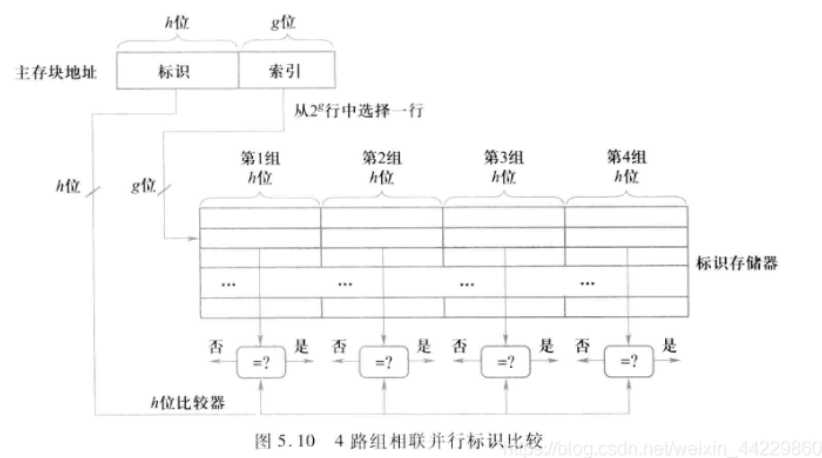 h位 g位
主存块地址 标识 索引
从2ᵍ行中选择一行
第1组 第2组 第3组 第4组
h位 g位 h位 h位 h位 h位
标识存储器
... ... ... ...
否 =? 是 否 =? 是 否 =? 是 否 =? 是
h位比较器
图 5.10 4 路组相联并行标识比较
https://blog.csdn.net/weixin_44229860